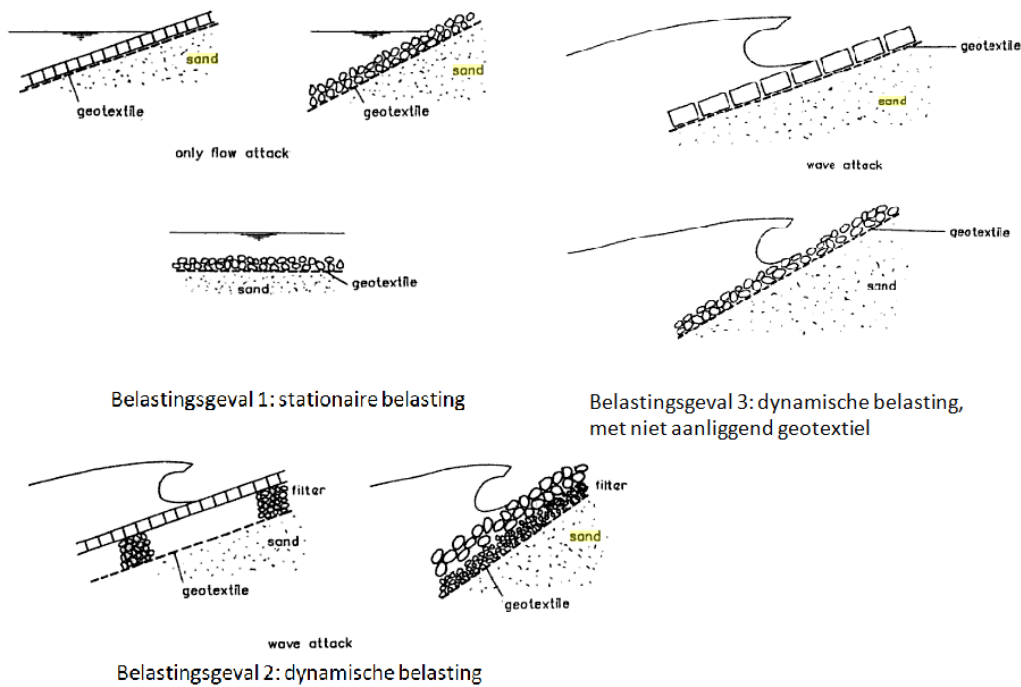 sand
geotextile
sand
geotextile
only flow attack
sand
geotextile
Belastingsgeval 1: stationaire belasting
geotextile
sand
wave attack
geotextile
sand
Belastingsgeval 3: dynamische belasting,
met niet aanliggend geotextiel
filter
sand
geotextile
filter
sand
geotextile
wave attack
Belastingsgeval 2: dynamische belasting